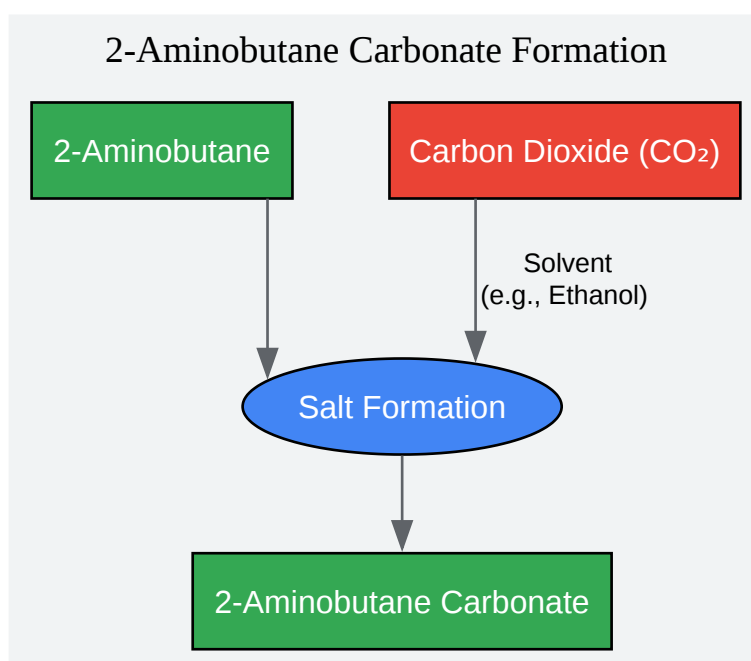 2-Aminobutane Carbonate Formation
2-Aminobutane
Carbon Dioxide (CO₂)
Solvent
(e.g., Ethanol)
Salt Formation
2-Aminobutane Carbonate